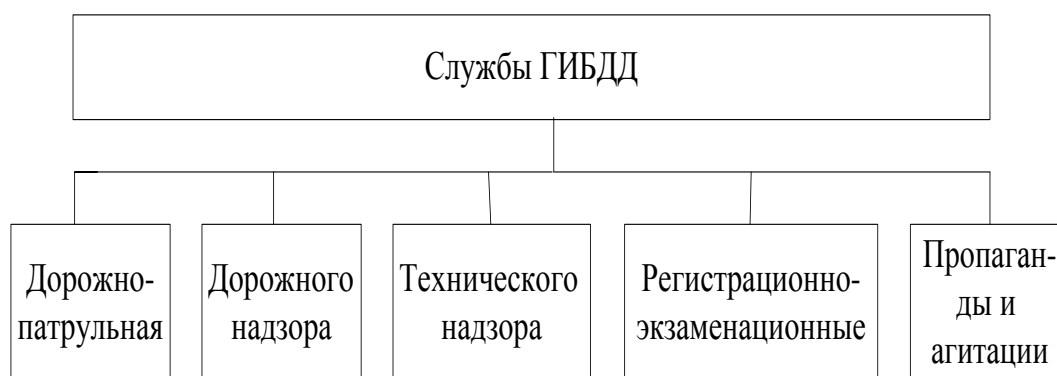 Службы ГИБДД
Дорожно-
патрульная
Дорожного
надзора
Технического
надзора
Регистрационно-
экзаменационные
Пропаган-
ды и
агитации